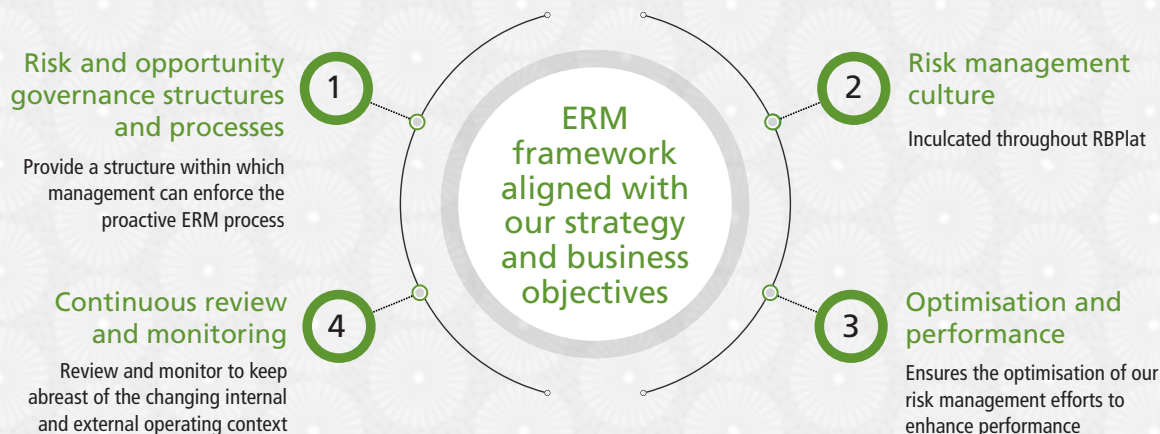 1
Risk and opportunity
governance structures
and processes
Provide a structure within which
management can enforce the
proactive ERM process
ERM
framework
aligned with
our strategy
and business
objectives
2
Risk management
culture
Inculcated throughout RBPlat
3
Optimisation and
performance
Ensures the optimisation of our
risk management efforts to
enhance performance
4
Continuous review
and monitoring
Review and monitor to keep
abreast of the changing internal
and external operating context